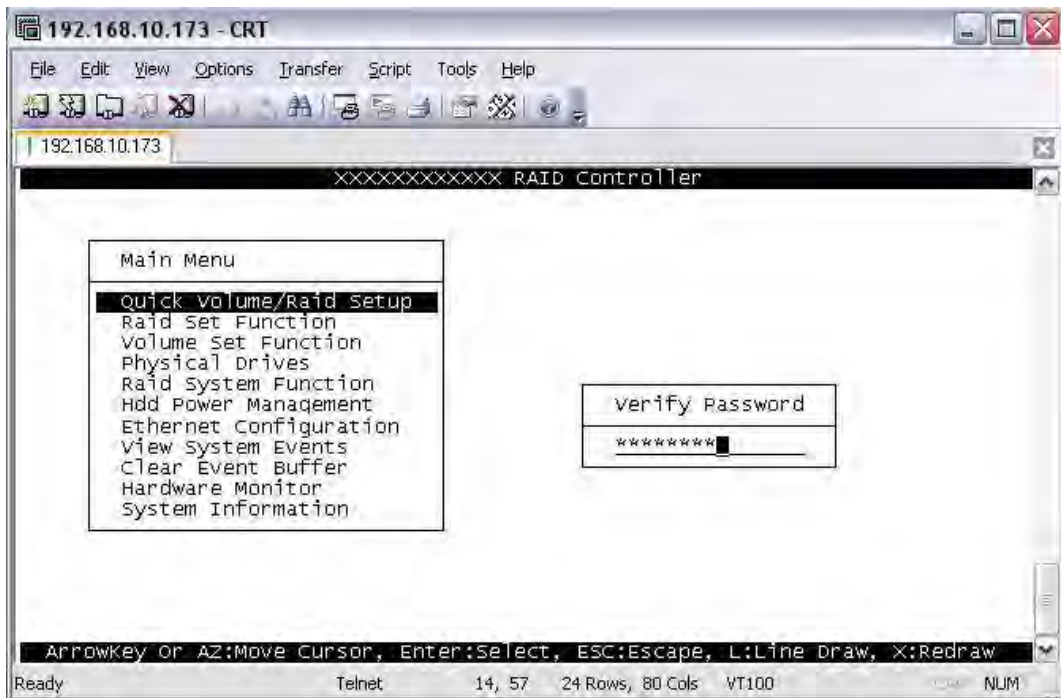 192.168.10.173 - CRT
File Edit View Options Transfer Script Tools Help
192.168.10.173
XXXXXXXXXXXX RAID Controller
Main Menu
Quick Volume/Raid Setup
Raid Set Function
Volume Set Function
Physical Drives
Raid System Function
Hdd Power Management
Ethernet Configuration
View System Events
Clear Event Buffer
Hardware Monitor
System Information
Verify Password
********
ArrowKey Or AZ:Move Cursor, Enter:Select, ESC:Escape, L:Line Draw, X:Redraw
Ready Telnet 14, 57 24 Rows, 80 Cols VT100 NUM